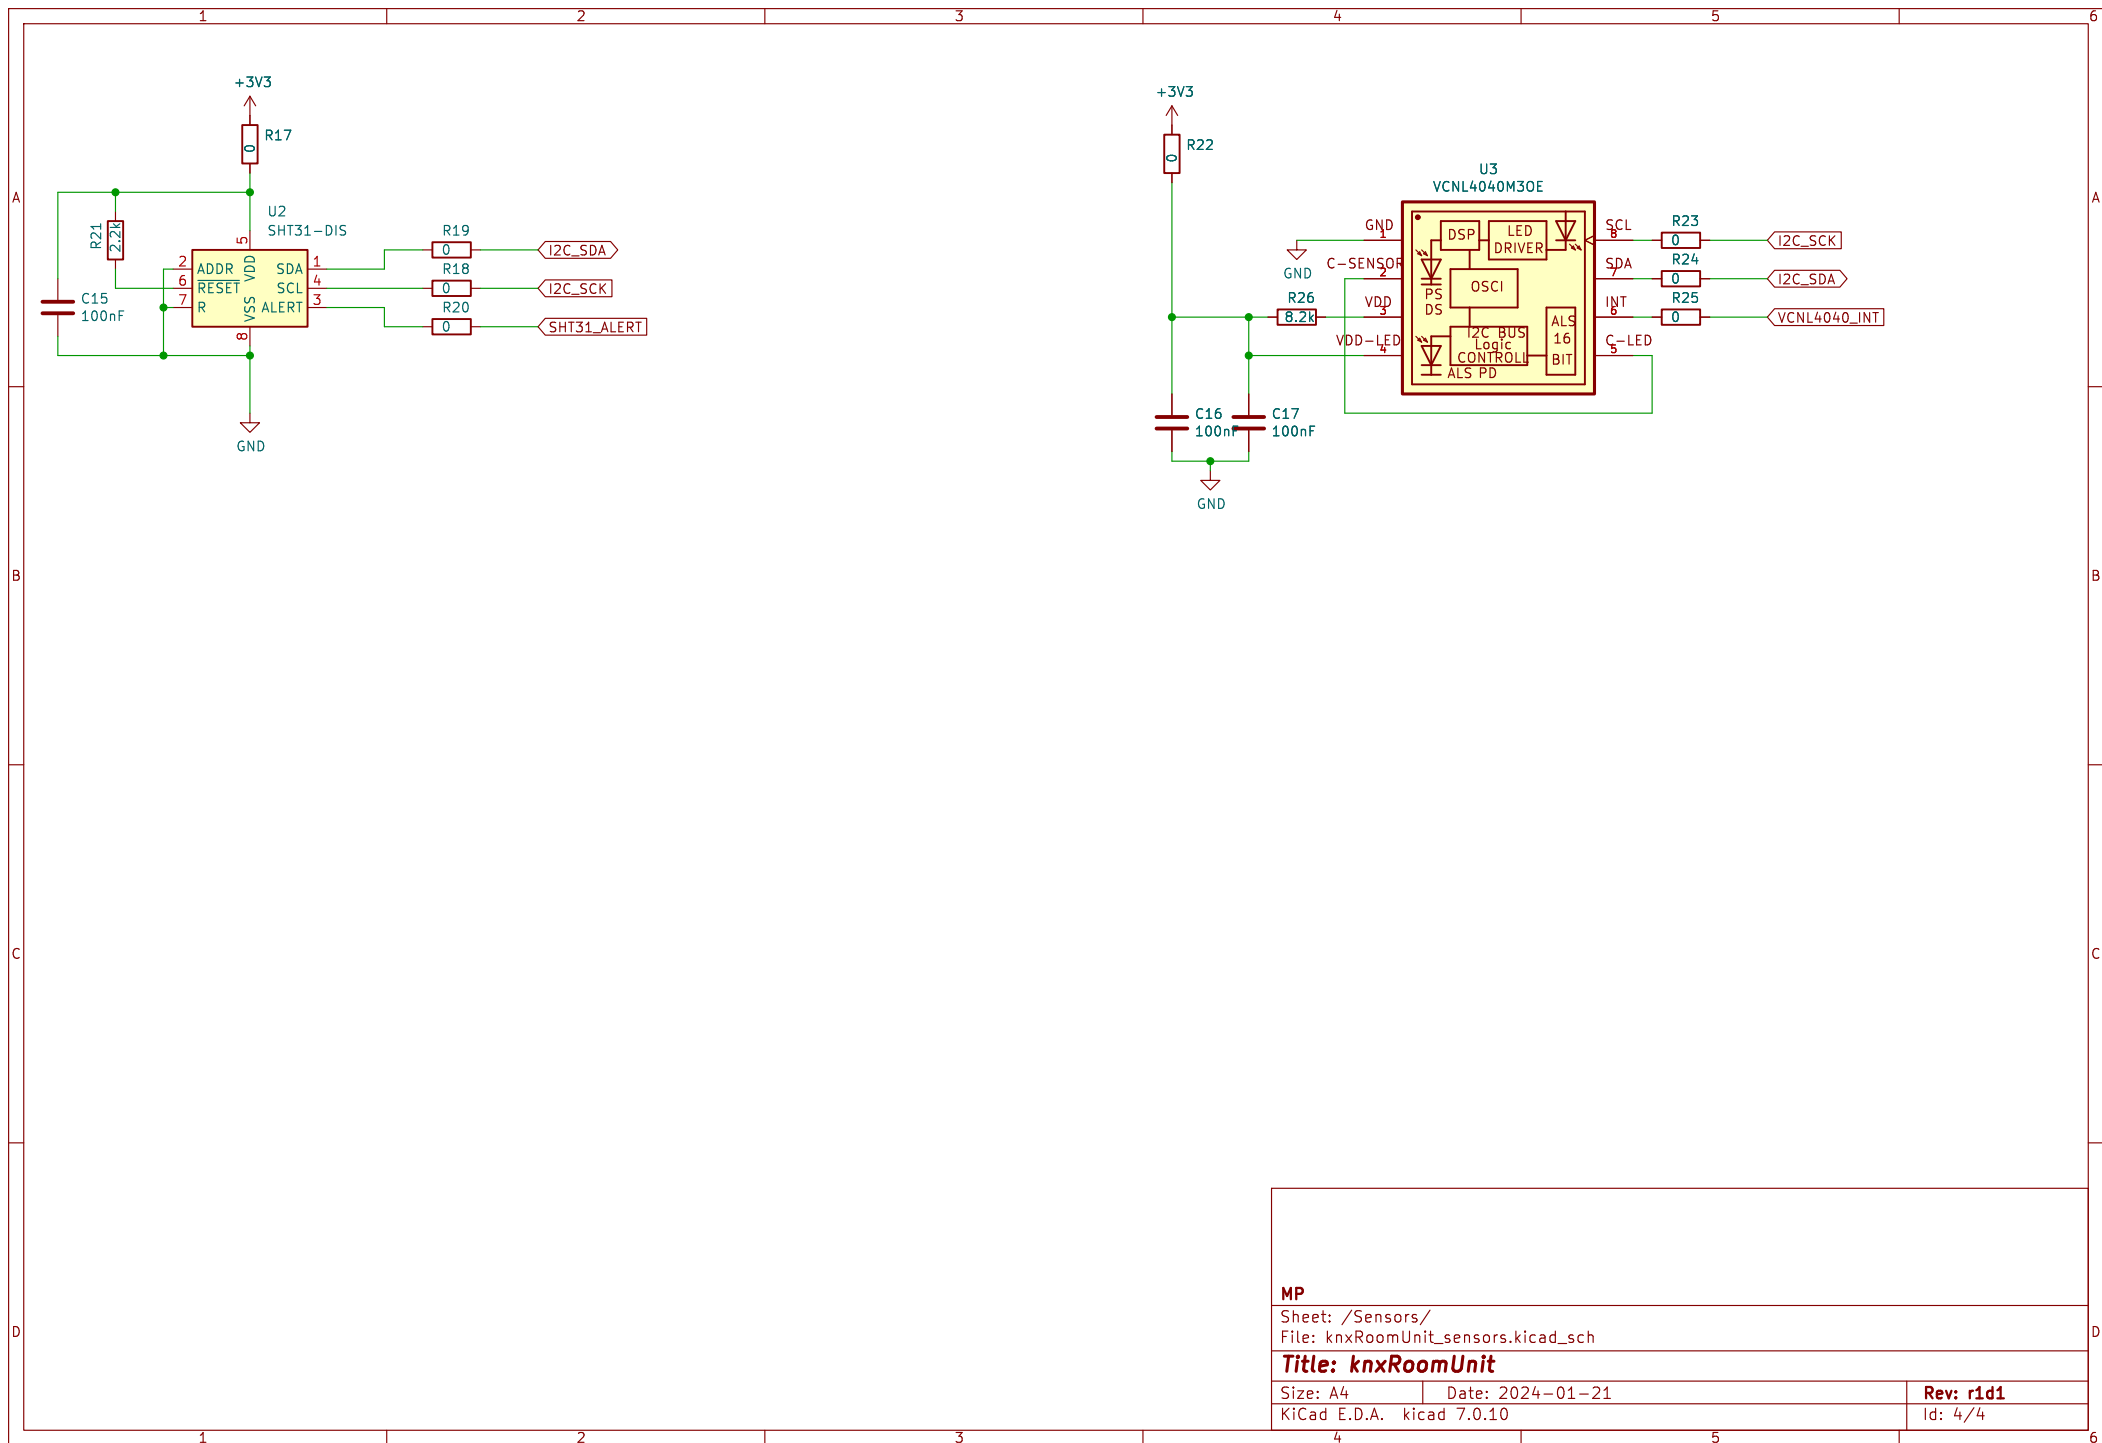 1 2 3 4 5 6
A
B
C
D
+3V3
R17
0
R21
2.2k
U2
SHT31-DIS
C15
100nF
5
VDD
2 ADDR
6 RESET
7 R
SDA 1
SCL 4
ALERT 3
VSS
8
GND
R19
0
I2C_SDA
R18
0
I2C_SCK
R20
0
SHT31_ALERT
+3V3
R22
0
U3
VCNL4040M3OE
GND
1
C-SENSOR
2
VDD
3
VDD-LED
4
GND
R26
8.2k
DSP
LED
DRIVER
OSCI
PS
DS
I2C BUS
Logic
CONTROLL
ALS
16
BIT
ALS PD
SCL
8
SDA
7
INT
6
C-LED
5
R23
0
I2C_SCK
R24
0
I2C_SDA
R25
0
VCNL4040_INT
C16
100nF
C17
100nF
GND
A
B
C
D
MP
Sheet: /Sensors/
File: knxRoomUnit_sensors.kicad_sch
Title: knxRoomUnit
Size: A4 Date: 2024-01-21 Rev: r1d1
KiCad E.D.A. kicad 7.0.10 Id: 4/4
1 2 3 4 5 6